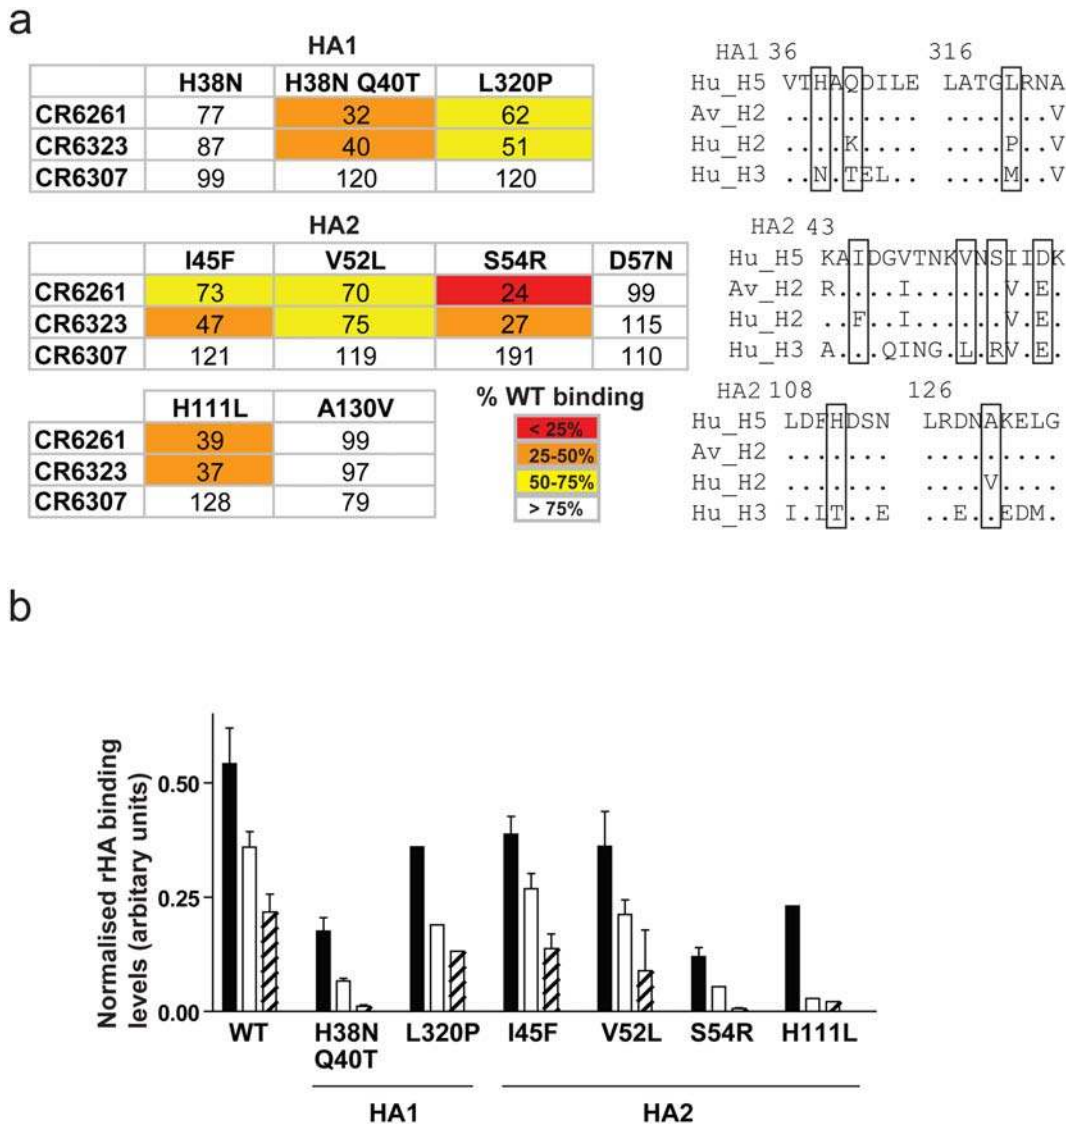 a
HA1
H38N H38N Q40T L320P
CR6261 77 32 62
CR6323 87 40 51
CR6307 99 120 120
HA1 36 316
Hu_H5 VTHAQDILE LATGLRNA
Av_H2 ......... .......V
Hu_H2 ....K.... ....P..V
Hu_H3 ..N.TEL.. ....M..V
HA2
I45F V52L S54R D57N
CR6261 73 70 24 99
CR6323 47 75 27 115
CR6307 121 119 191 110
HA2 43
Hu_H5 KAIDGVTNKVNSIIDK
Av_H2 R....I.......V.E.
Hu_H2 ..F..I.......V.E.
Hu_H3 A...QING.L.RV.E.
H111L A130V
CR6261 39 99
CR6323 37 97
CR6307 128 79
% WT binding
< 25%
25-50%
50-75%
> 75%
HA2 108 126
Hu_H5 LDFHDSN LRDNAKELG
Av_H2 ....... .........
Hu_H2 ....... ....V....
Hu_H3 I.LT..E ..E..EDM.
b
Normalised rHA binding
levels (arbitary units)
0.50
0.25
0.00
WT H38N Q40T L320P I45F V52L S54R H111L
HA1 HA2